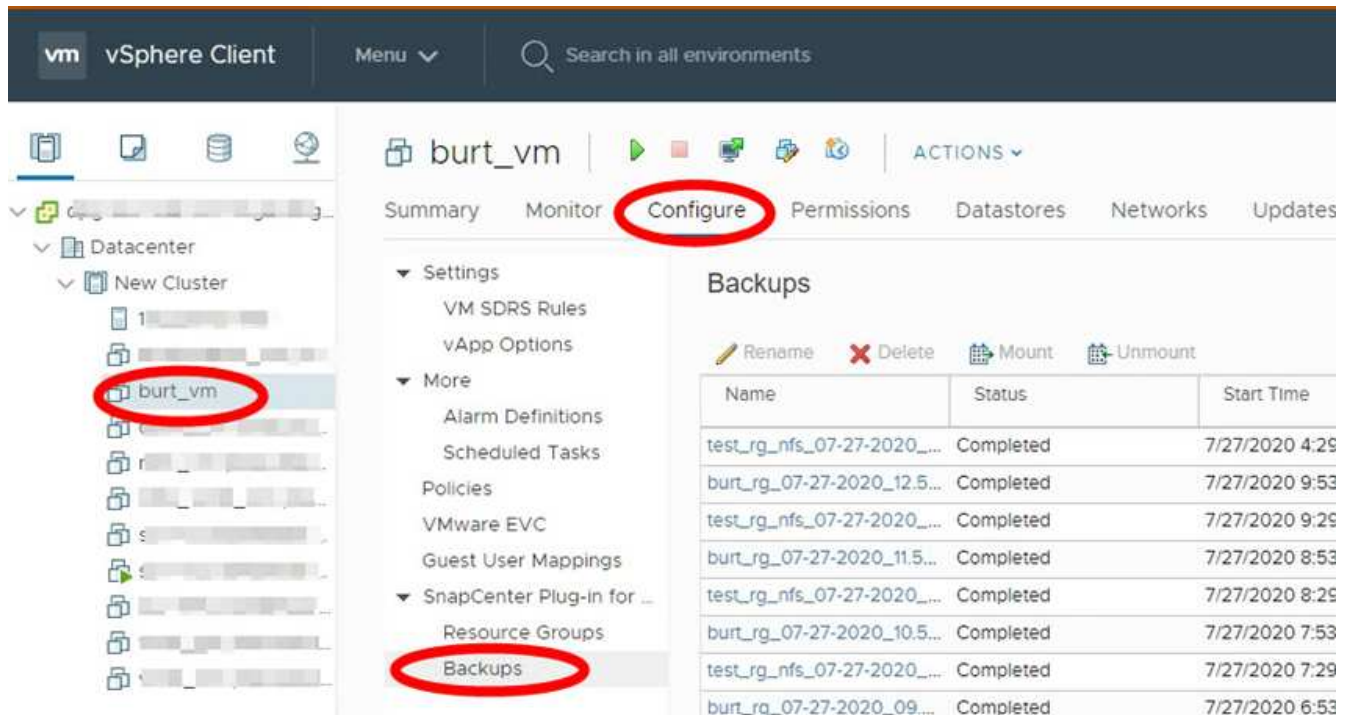 vm vSphere Client Menu Search in all environments
burt_vm ACTIONS
Summary Monitor Configure Permissions Datastores Networks Updates
Datacenter
New Cluster
burt_vm
Settings
VM SDRS Rules
vApp Options
More
Alarm Definitions
Scheduled Tasks
Policies
VMware EVC
Guest User Mappings
SnapCenter Plug-in for ...
Resource Groups
Backups
Backups
Rename Delete Mount Unmount
Name Status Start Time
test_rg_nfs_07-27-2020_... Completed 7/27/2020 4:29
burt_rg_07-27-2020_12.5... Completed 7/27/2020 9:53
test_rg_nfs_07-27-2020_... Completed 7/27/2020 9:29
burt_rg_07-27-2020_11.5... Completed 7/27/2020 8:53
test_rg_nfs_07-27-2020_... Completed 7/27/2020 8:29
burt_rg_07-27-2020_10.5... Completed 7/27/2020 7:53
test_rg_nfs_07-27-2020_... Completed 7/27/2020 7:29
burt_rg_07-27-2020_09.... Completed 7/27/2020 6:53